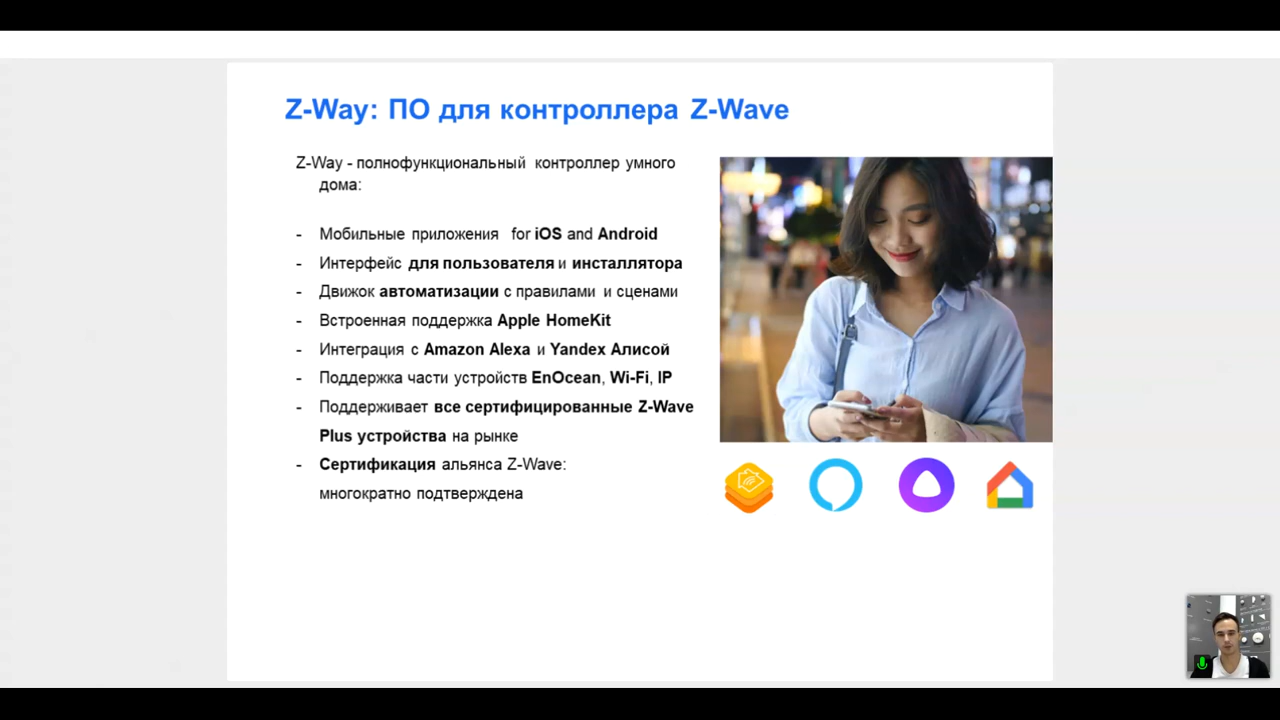 Z-Way: ПО для контроллера Z-Wave
Z-Way - полнофункциональный контроллер умного
дома:
- Мобильные приложения for iOS and Android
- Интерфейс для пользователя и инсталлятора
- Движок автоматизации с правилами и сценами
- Встроенная поддержка Apple HomeKit
- Интеграция с Amazon Alexa и Yandex Алисой
- Поддержка части устройств EnOcean, Wi-Fi, IP
- Поддерживает все сертифицированные Z-Wave
Plus устройства на рынке
- Сертификация альянса Z-Wave:
многократно подтверждена